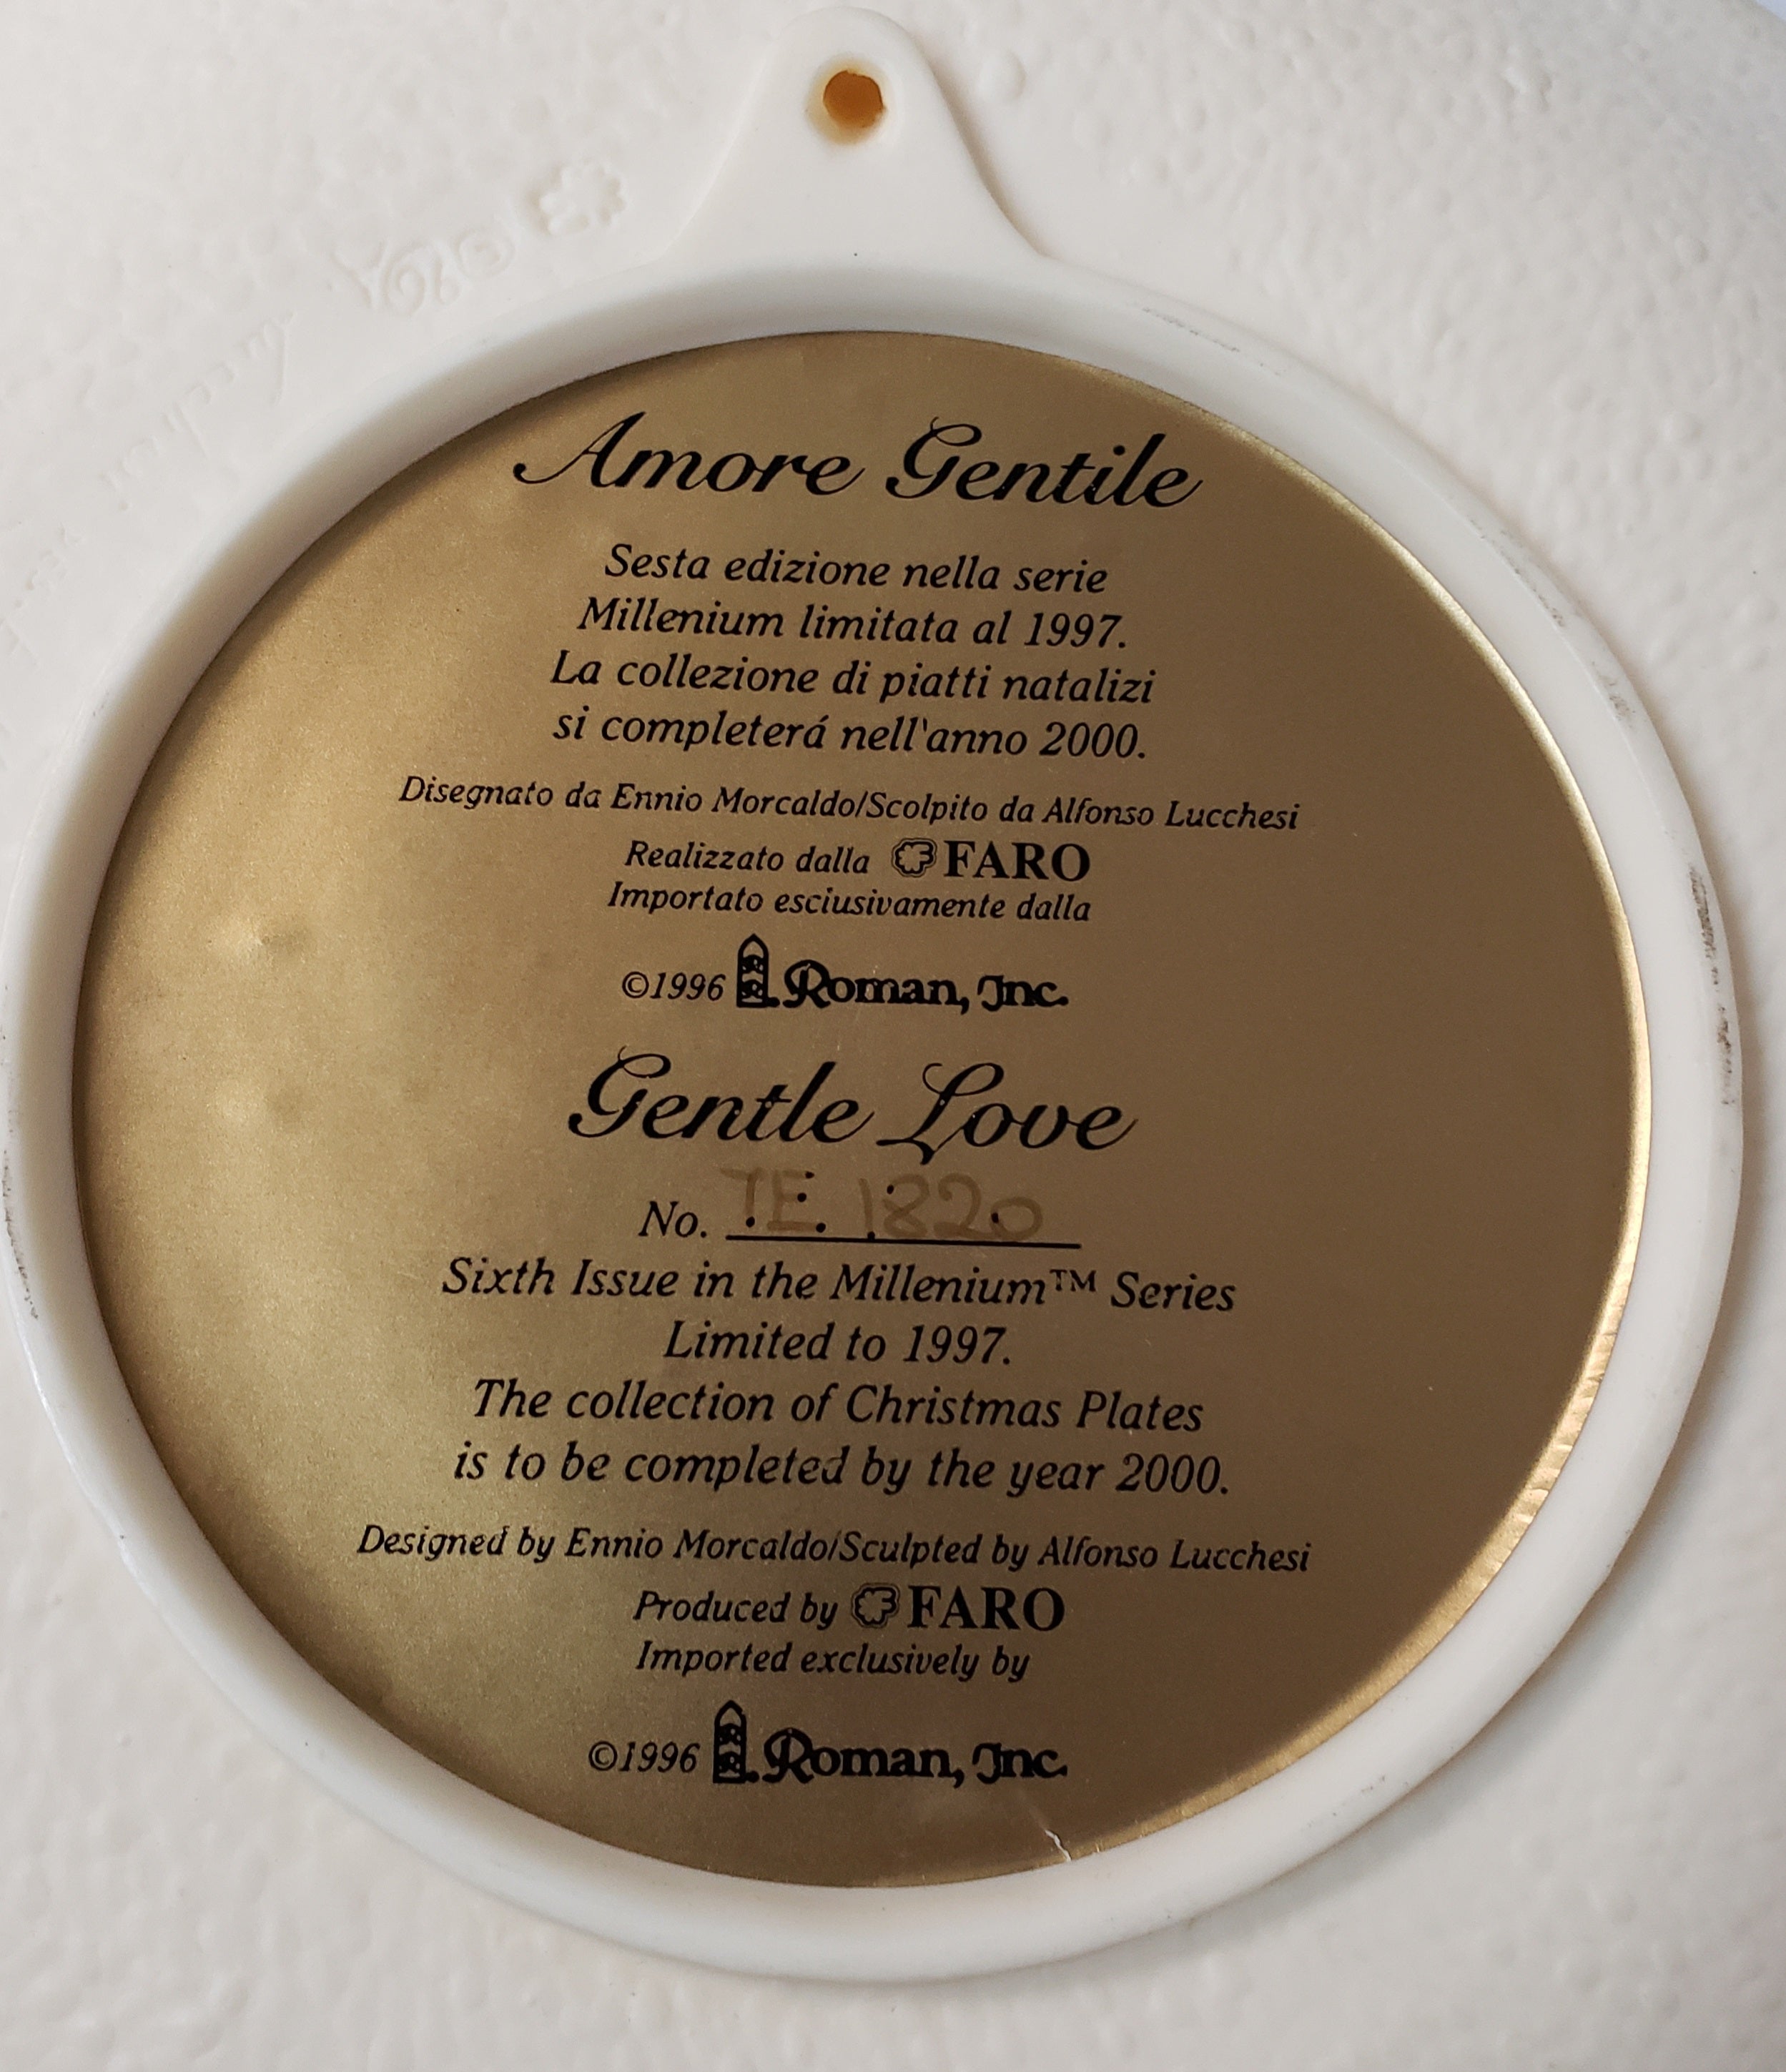 Amore Gentile
Sesta edizione nella serie
Millenium limitata al 1997.
La collezione di piatti natalizi
si completerá nell'anno 2000.
Disegnato da Ennio Morcaldo/Scolpito da Alfonso Lucchesi
Realizzato dalla FARO
Importato esciusivamente dalla
©1996 Roman, Inc.
Gentle Love
No. TE 1820
Sixth Issue in the Millenium™ Series
Limited to 1997.
The collection of Christmas Plates
is to be completed by the year 2000.
Designed by Ennio Morcaldo/Sculpted by Alfonso Lucchesi
Produced by FARO
Imported exclusively by
©1996 Roman, Inc.